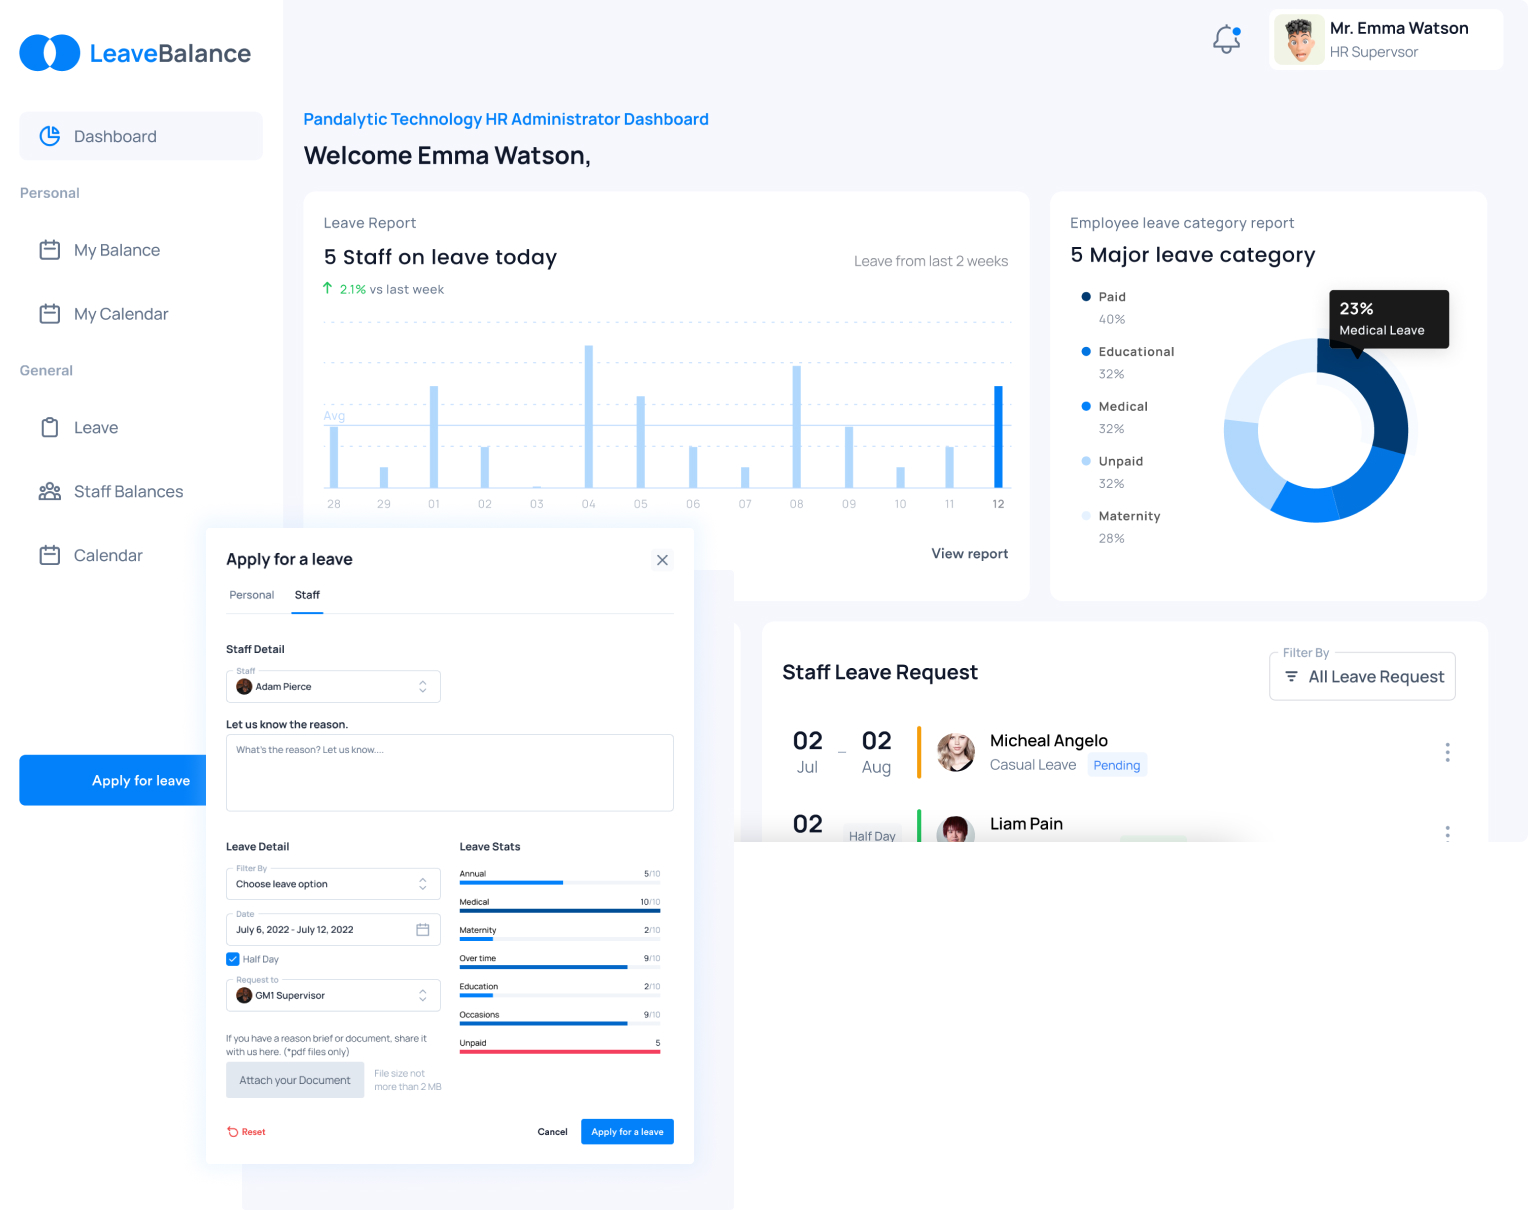 LeaveBalance
Mr. Emma Watson
HR Supervsor
Dashboard
Personal
My Balance
My Calendar
General
Leave
Staff Balances
Calendar
Apply for leave
Pandalytic Technology HR Administrator Dashboard
Welcome Emma Watson,
Leave Report
5 Staff on leave today
Leave from last 2 weeks
2.1% vs last week
Avg
28 29 01 02 03 04 05 06 07 08 09 10 11 12
View report
Employee leave category report
5 Major leave category
Paid
40%
Educational
32%
Medical
32%
Unpaid
32%
Maternity
28%
23%
Medical Leave
Apply for a leave
Personal Staff
Staff Detail
Staff
Adam Pierce
Let us know the reason.
What's the reason? Let us know....
Leave Detail
Filter By
Choose leave option
Date
July 6, 2022 - July 12, 2022
Half Day
Request to
GM1 Supervisor
If you have a reason brief or document, share it
with us here. (*pdf files only)
Attach your Document
File size not
more than 2 MB
Leave Stats
Annual 5/10
Medical 10/10
Maternity 2/10
Over time 9/10
Education 2/10
Occasions 9/10
Unpaid 5
Reset
Cancel
Apply for a leave
Staff Leave Request
Filter By
All Leave Request
02 – 02
Jul Aug
Micheal Angelo
Casual Leave Pending
02
Half Day
Liam Pain